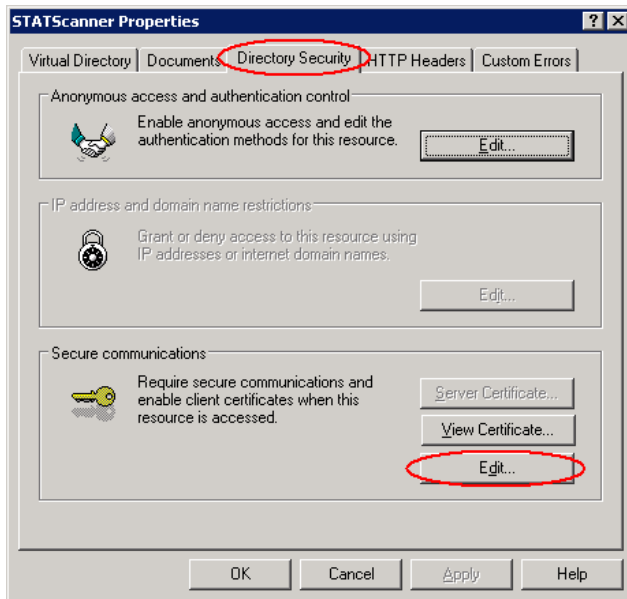 STATScanner Properties
? X
Virtual Directory Documents Directory Security HTTP Headers Custom Errors
Anonymous access and authentication control
Enable anonymous access and edit the
authentication methods for this resource.
Edit...
IP address and domain name restrictions
Grant or deny access to this resource using
IP addresses or internet domain names.
Edit...
Secure communications
Require secure communications and
enable client certificates when this
resource is accessed.
Server Certificate...
View Certificate...
Edit...
OK Cancel Apply Help